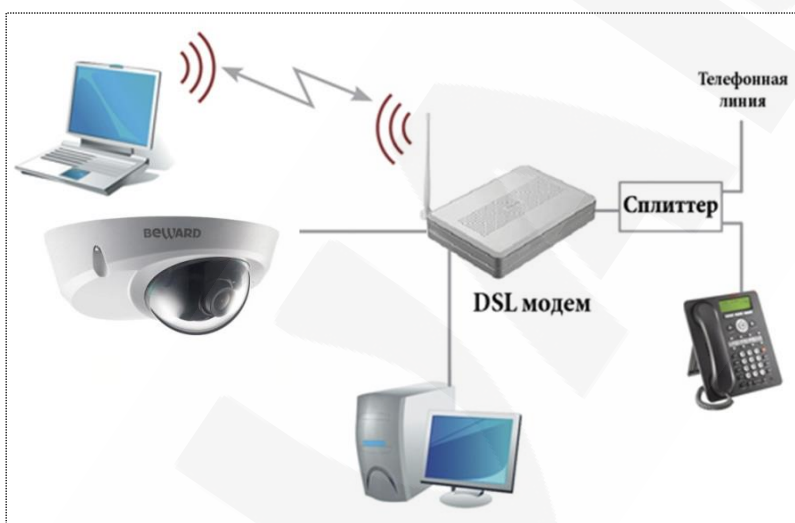 Телефонная
линия
BEWARD
Сплиттер
DSL модем